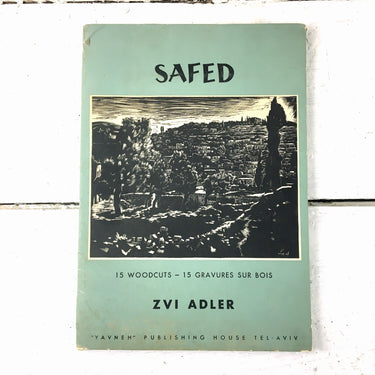 SAFED
15 WOODCUTS – 15 GRAVURES SUR BOIS
ZVI ADLER
"YAVNEH" PUBLISHING HOUSE TEL-AVIV